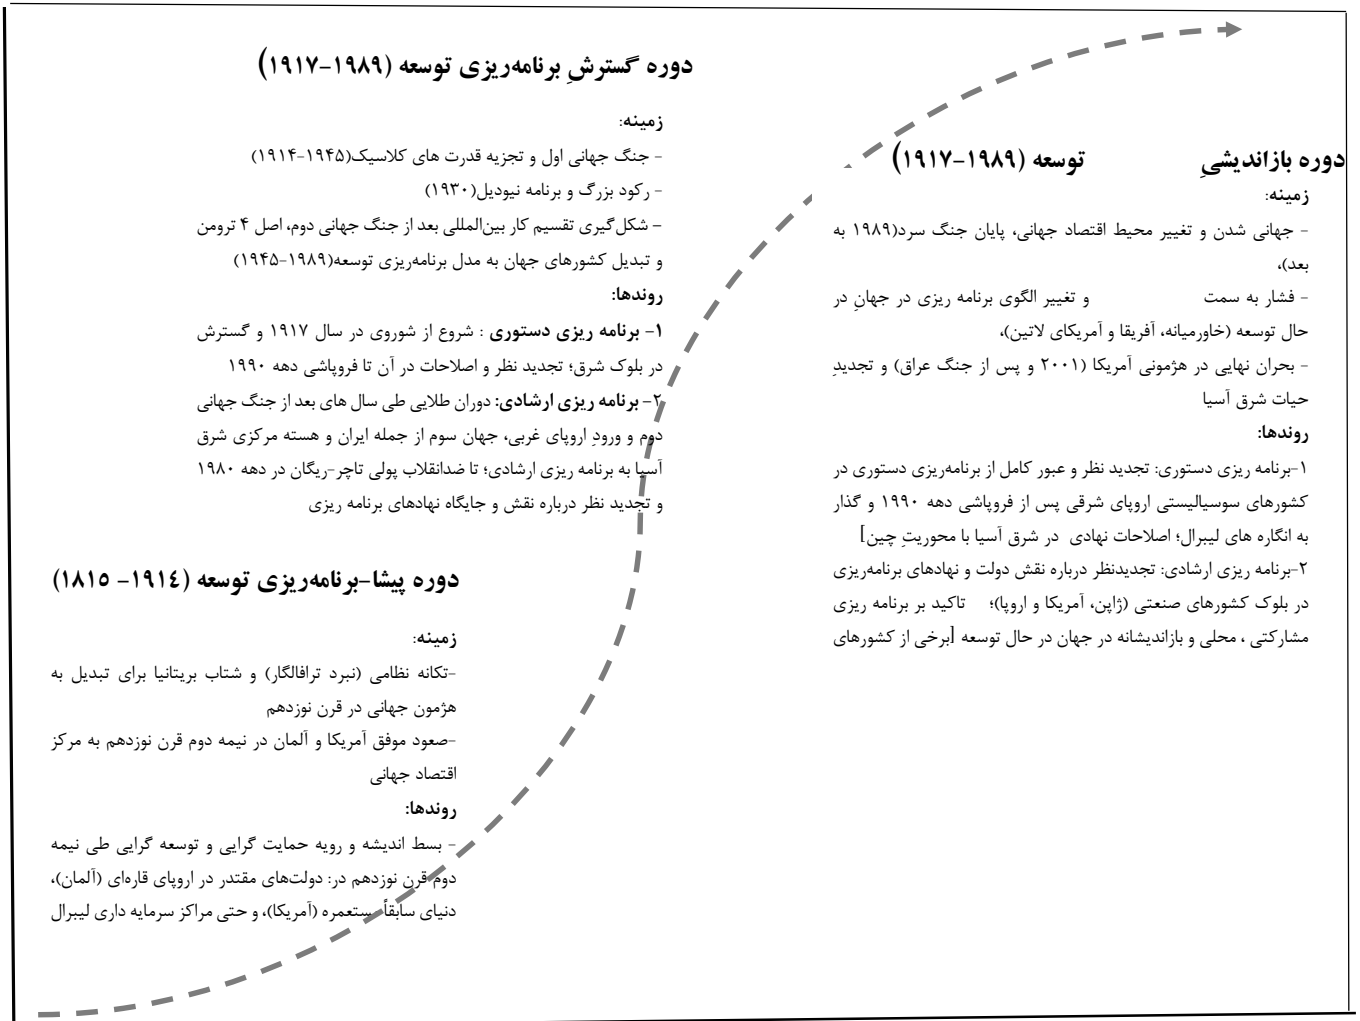 دوره گسترشِ برنامه‌ریزی توسعه (۱۹۸۹-۱۹۱۷)
زمینه:
- جنگ جهانی اول و تجزیه قدرت های کلاسیک(۱۹۴۵-۱۹۱۴)
- رکود بزرگ و برنامه نیودیل(۱۹۳۰)
- شکل‌گیری تقسیم کار بین‌المللی بعد از جنگ جهانی دوم، اصل ۴ ترومن
و تبدیل کشورهای جهان به مدل برنامه‌ریزی توسعه(۱۹۸۹-۱۹۴۵)
روندها:
۱- برنامه ریزی دستوری : شروع از شوروی در سال ۱۹۱۷ و گسترش
در بلوک شرق؛ تجدید نظر و اصلاحات در آن تا فروپاشی دهه ۱۹۹۰
۲- برنامه ریزی ارشادی: دوران طلایی طی سال های بعد از جنگ جهانی
دوم و ورودِ اروپای غربی، جهان سوم از جمله ایران و هسته مرکزی شرق
آسیا به برنامه ریزی ارشادی؛ تا ضدانقلاب پولی تاچر-ریگان در دهه ۱۹۸۰
و تجدید نظر درباره نقش و جایگاه نهادهای برنامه ریزی
دوره بازاندیشیِ توسعه (۱۹۸۹-۱۹۱۷)
زمینه:
- جهانی شدن و تغییر محیط اقتصاد جهانی، پایان جنگ سرد(۱۹۸۹ به
بعد)،
- فشار به سمت و تغییر الگوی برنامه ریزی در جهانِ در
حال توسعه (خاورمیانه، آفریقا و آمریکای لاتین)،
- بحران نهایی در هژمونی آمریکا (۲۰۰۱ و پس از جنگ عراق) و تجدیدِ
حیات شرق آسیا
روندها:
۱-برنامه ریزی دستوری: تجدید نظر و عبور کامل از برنامه‌ریزی دستوری در
کشورهای سوسیالیستی اروپای شرقی پس از فروپاشی دهه ۱۹۹۰ و گذار
به انگاره های لیبرال؛ اصلاحات نهادی در شرق آسیا با محوریتِ چین]
۲-برنامه ریزی ارشادی: تجدیدنظر درباره نقش دولت و نهادهای برنامه‌ریزی
در بلوک کشورهای صنعتی (ژاپن، آمریکا و اروپا)؛ تاکید بر برنامه ریزی
مشارکتی ، محلی و بازاندیشانه در جهان در حال توسعه [برخی از کشورهای
دوره پیشا-برنامه‌ریزی توسعه (۱۹۱٤- ۱۸۱٥)
زمینه:
-تکانه نظامی (نبرد ترافالگار) و شتاب بریتانیا برای تبدیل به
هژمون جهانی در قرن نوزدهم
-صعود موفق آمریکا و آلمان در نیمه دوم قرن نوزدهم به مرکز
اقتصاد جهانی
روندها:
- بسط اندیشه و رویه حمایت گرایی و توسعه گرایی طی نیمه
دوم قرن نوزدهم در: دولت‌های مقتدر در اروپای قاره‌ای (آلمان)،
دنیای سابقاً مستعمره (آمریکا)، و حتی مراکز سرمایه داری لیبرال